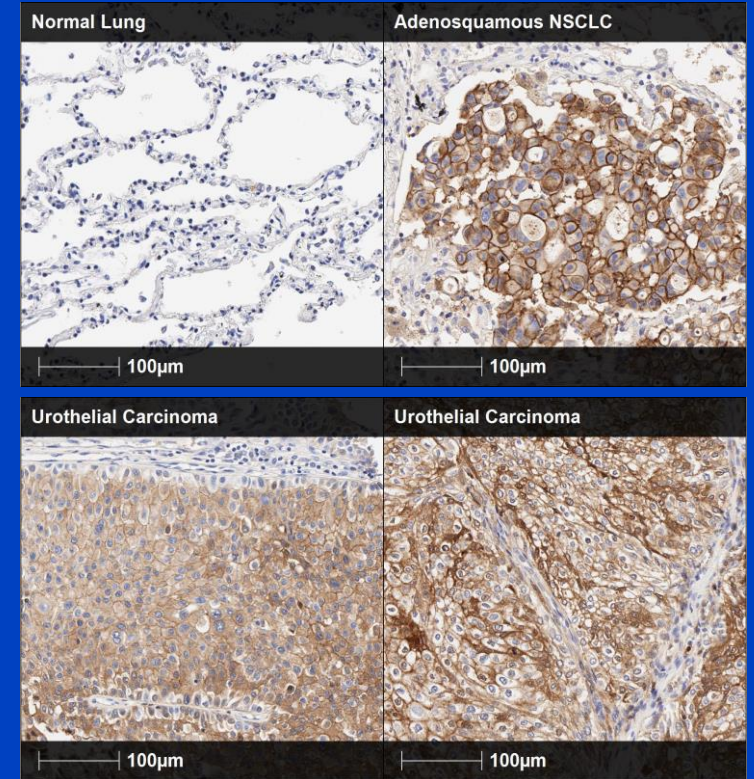 Normal Lung
Adenosquamous NSCLC
100µm
100µm
Urothelial Carcinoma
Urothelial Carcinoma
100µm
100µm